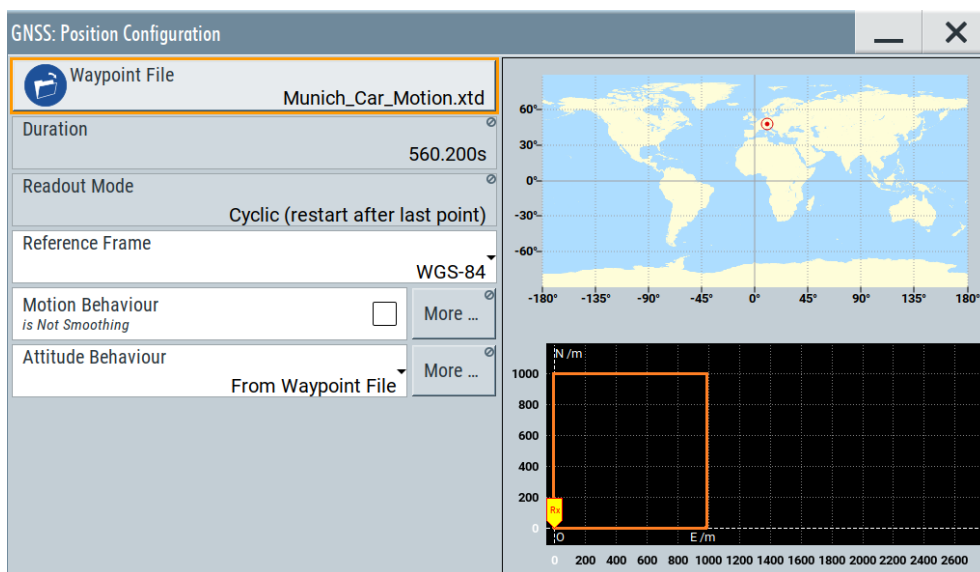 GNSS: Position Configuration
Waypoint File
Munich_Car_Motion.xtd
Duration
560.200s
Readout Mode
Cyclic (restart after last point)
Reference Frame
WGS-84
Motion Behaviour
is Not Smoothing
More ...
Attitude Behaviour
From Waypoint File
More ...
60°
30°
0°
-30°
-60°
-180° -135° -90° -45° 0° 45° 90° 135° 180°
N /m
1000
800
600
400
200
Rx
0
O E /m
0 200 400 600 800 1000 1200 1400 1600 1800 2000 2200 2400 2600